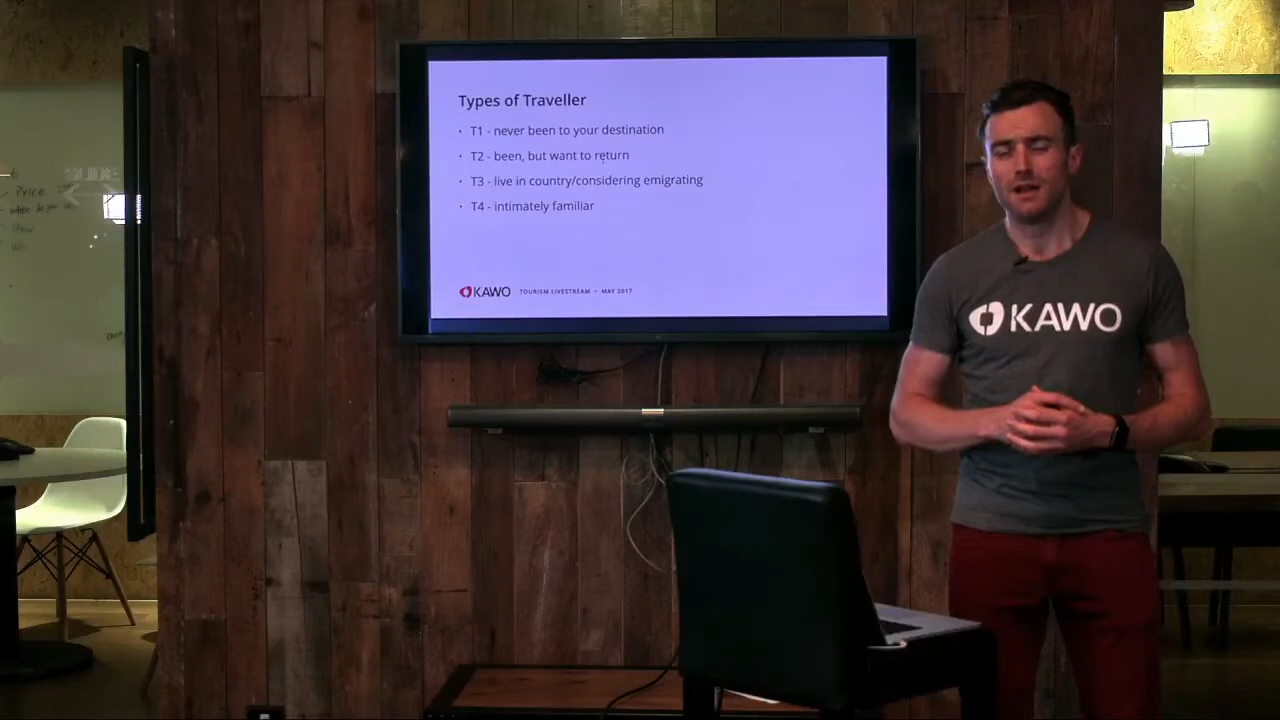 Types of Traveller
• T1 - never been to your destination
• T2 - been, but want to return
• T3 - live in country/considering emigrating
• T4 - intimately familiar
KAWO TOURISM LIVESTREAM - MAY 2017
KAWO
PRICE